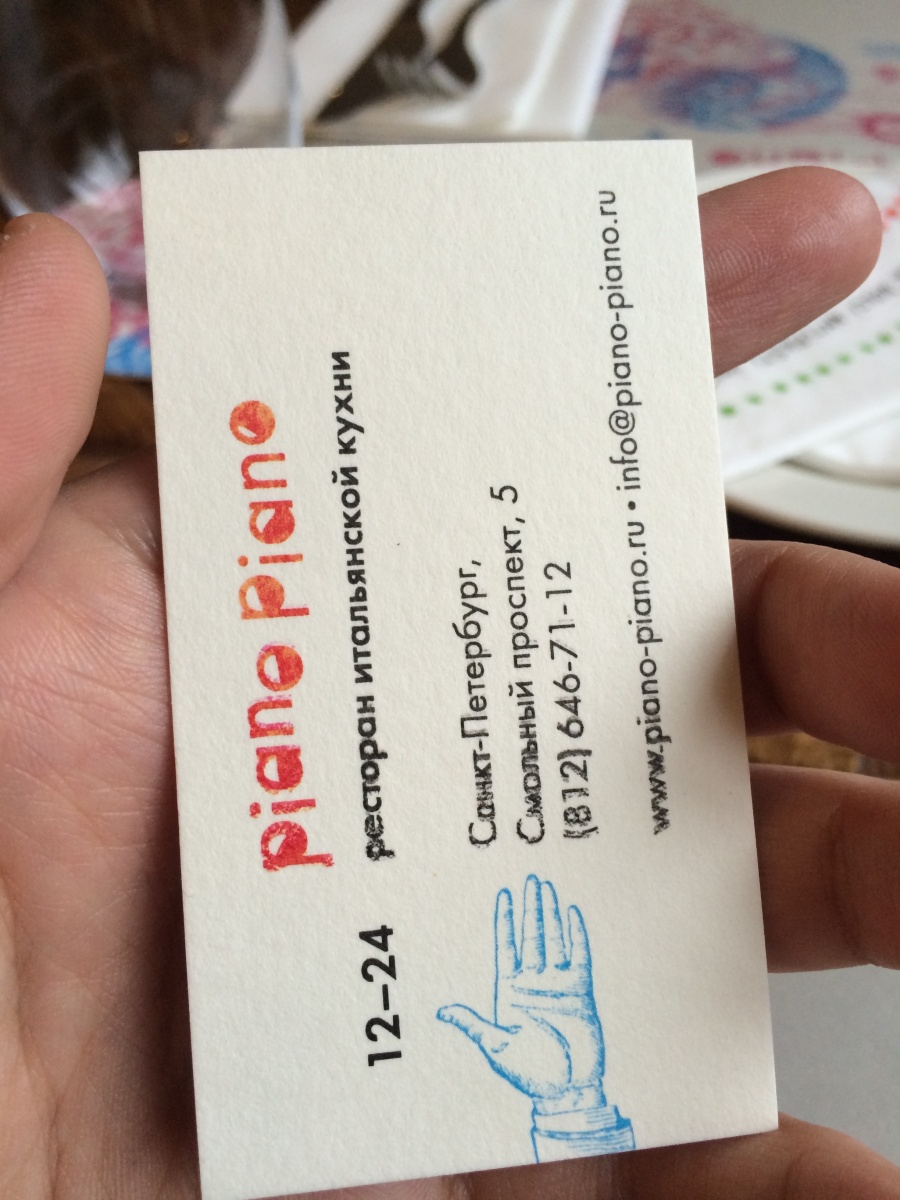 piano piano
12–24 ресторан итальянской кухни
Санкт-Петербург,
Смольный проспект, 5
(812) 646-71-12
www.piano-piano.ru • info@piano-piano.ru